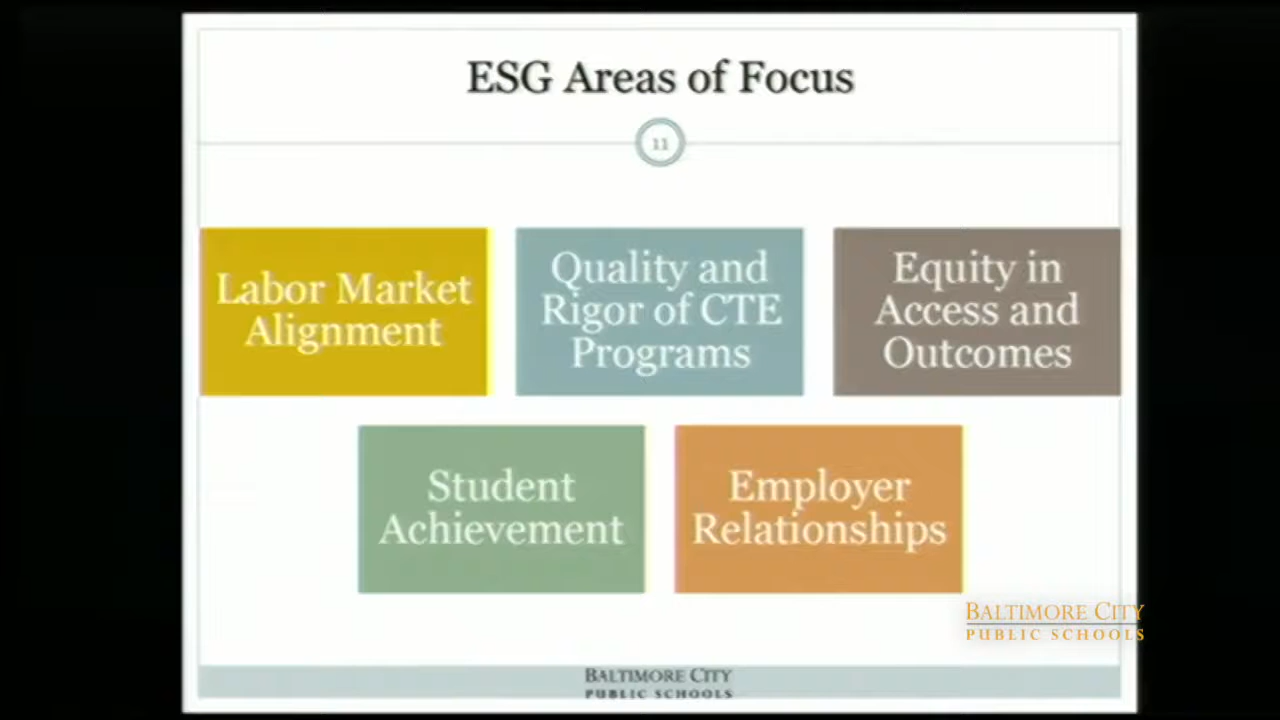 ESG Areas of Focus
11
Labor Market
Alignment
Quality and
Rigor of CTE
Programs
Equity in
Access and
Outcomes
Student
Achievement
Employer
Relationships
BALTIMORE CITY
PUBLIC SCHOOLS
BALTIMORE CITY
PUBLIC SCHOOLS